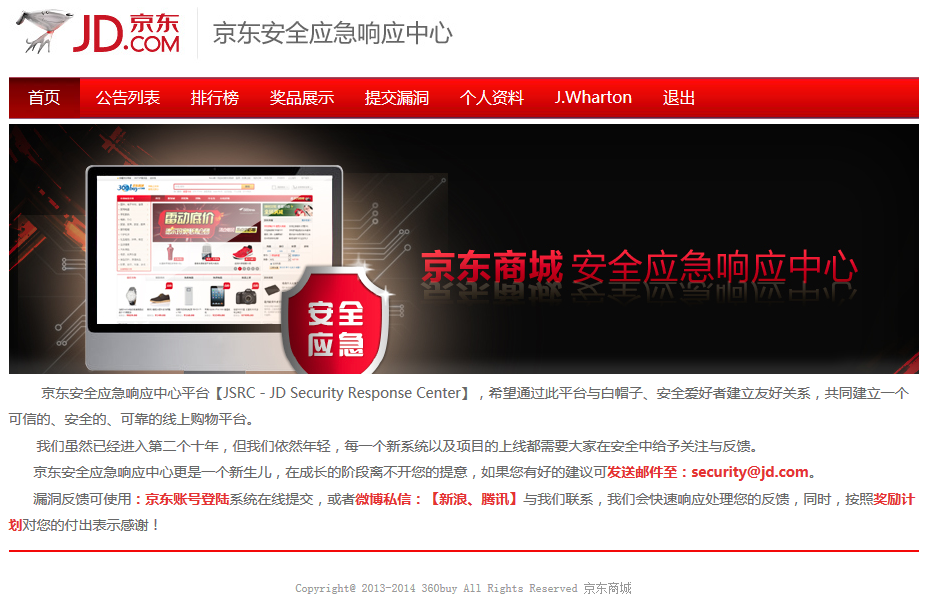 JD 京东 .COM 京东安全应急响应中心
首页 公告列表 排行榜 奖品展示 提交漏洞 个人资料 J.Wharton 退出
雷动底价
京东商城 安全应急响应中心
安全
应急
京东安全应急响应中心平台【JSRC - JD Security Response Center】，希望通过此平台与白帽子、安全爱好者建立友好关系，共同建立一个
可信的、安全的、可靠的线上购物平台。
我们虽然已经进入第二个十年，但我们依然年轻，每一个新系统以及项目的上线都需要大家在安全中给予关注与反馈。
京东安全应急响应中心更是一个新生儿，在成长的阶段离不开您的提意，如果您有好的建议可发送邮件至：security@jd.com。
漏洞反馈可使用：京东账号登陆系统在线提交，或者微博私信：【新浪、腾讯】与我们联系，我们会快速响应处理您的反馈，同时，按照奖励计
划对您的付出表示感谢！
Copyright@ 2013-2014 360buy All Rights Reserved 京东商城